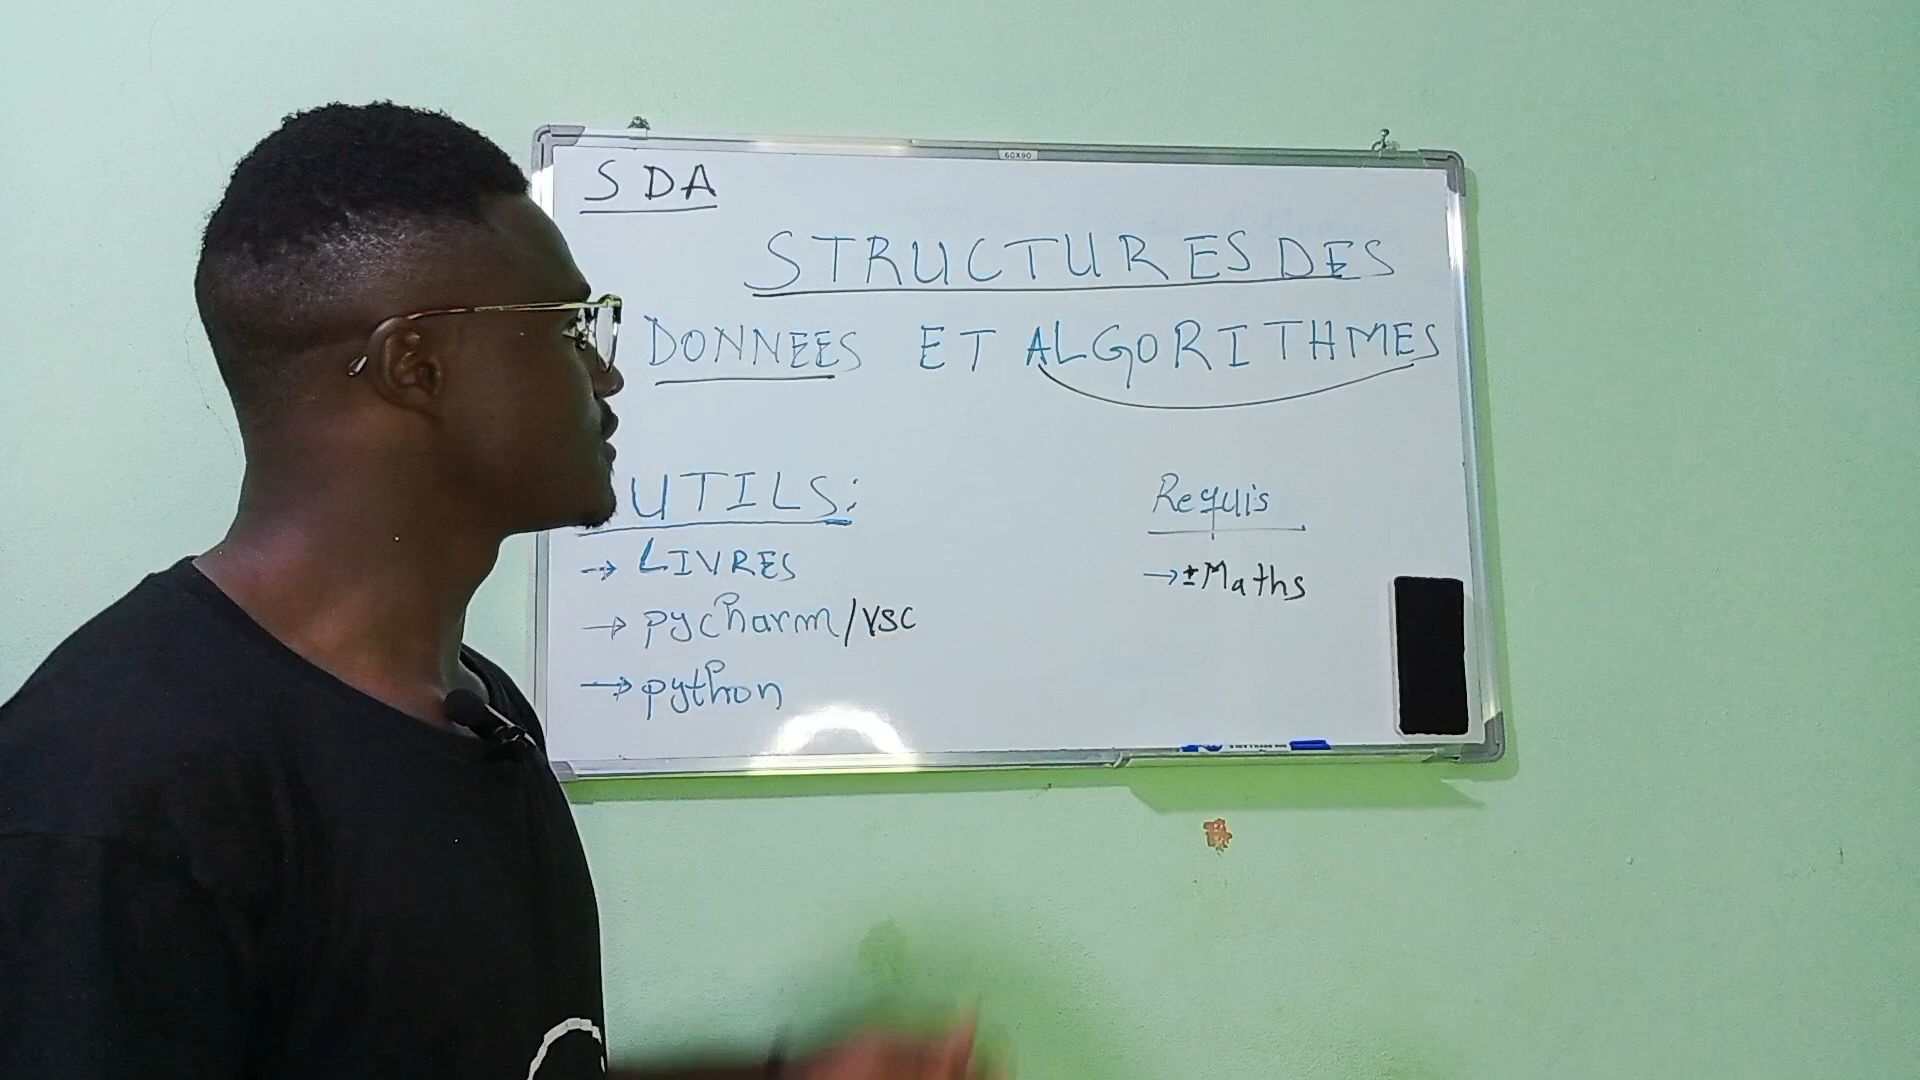 60X90
SDA
STRUCTURES DES
DONNEES ET ALGORITHMES
UTILS:
→ LIVRES
→ pycharm/VSC
→ python
Requis
→ ± Maths